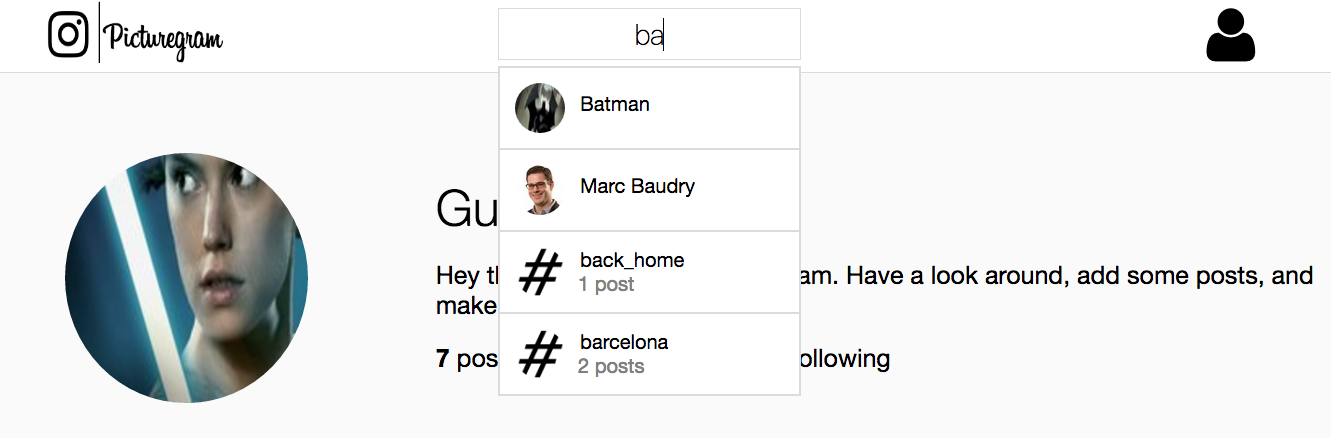 Picturegram
ba
Batman
Marc Baudry
back_home
1 post
barcelona
2 posts
Gu
Hey th am. Have a look around, add some posts, and
make
7 pos ollowing